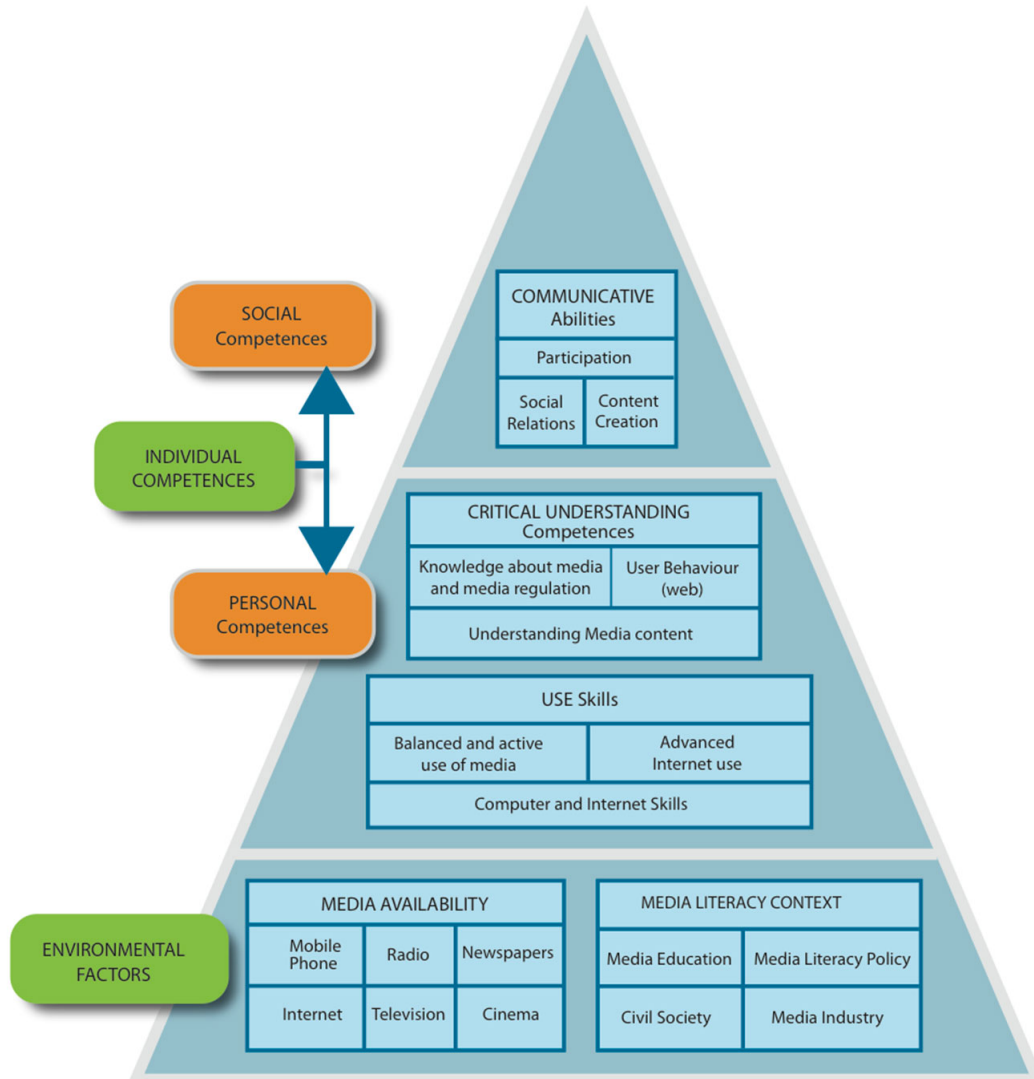 COMMUNICATIVE
Abilities
Participation
Social
Relations
Content
Creation
SOCIAL
Competences
INDIVIDUAL
COMPETENCES
PERSONAL
Competences
CRITICAL UNDERSTANDING
Competences
Knowledge about media
and media regulation
User Behaviour
(web)
Understanding Media content
USE Skills
Balanced and active
use of media
Advanced
Internet use
Computer and Internet Skills
ENVIRONMENTAL
FACTORS
MEDIA AVAILABILITY
Mobile
Phone
Radio
Newspapers
Internet
Television
Cinema
MEDIA LITERACY CONTEXT
Media Education
Media Literacy Policy
Civil Society
Media Industry